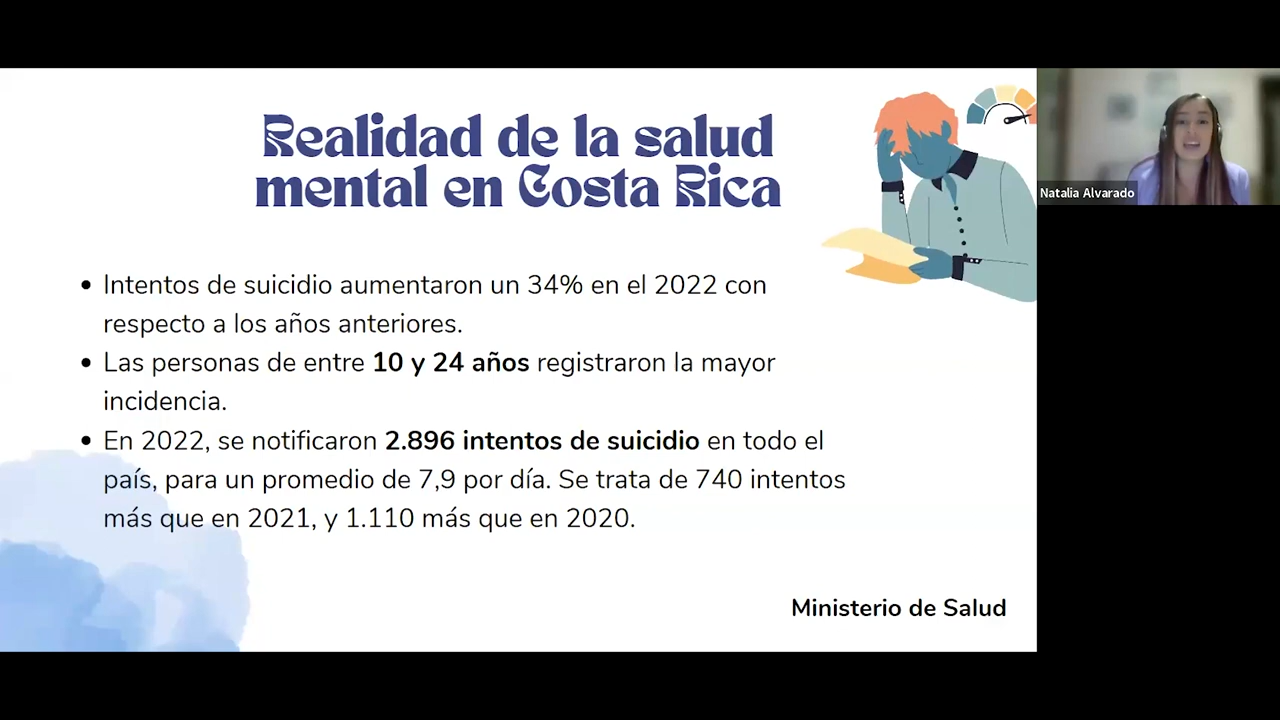 Realidad de la salud
mental en Costa Rica
Natalia Alvarado
• Intentos de suicidio aumentaron un 34% en el 2022 con
respecto a los años anteriores.
• Las personas de entre 10 y 24 años registraron la mayor
incidencia.
• En 2022, se notificaron 2.896 intentos de suicidio en todo el
país, para un promedio de 7,9 por día. Se trata de 740 intentos
más que en 2021, y 1.110 más que en 2020.
Ministerio de Salud